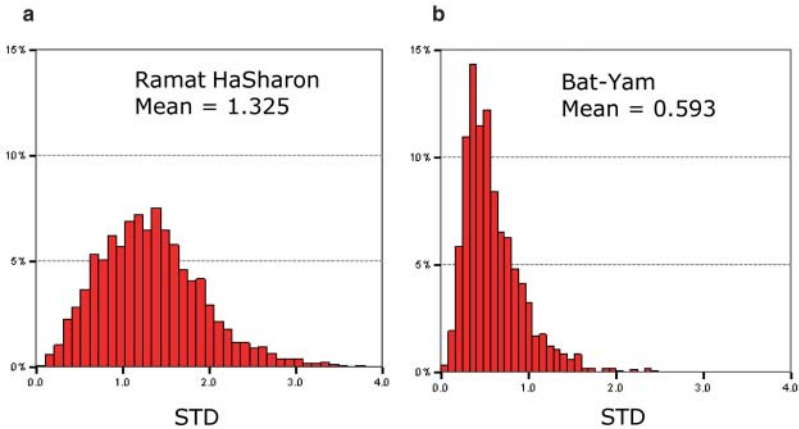 a
15%
Ramat HaSharon
Mean = 1.325
10%
5%
0%
0.0 1.0 2.0 3.0 4.0
STD
b
15%
Bat-Yam
Mean = 0.593
10%
5%
0%
0.0 1.0 2.0 3.0 4.0
STD